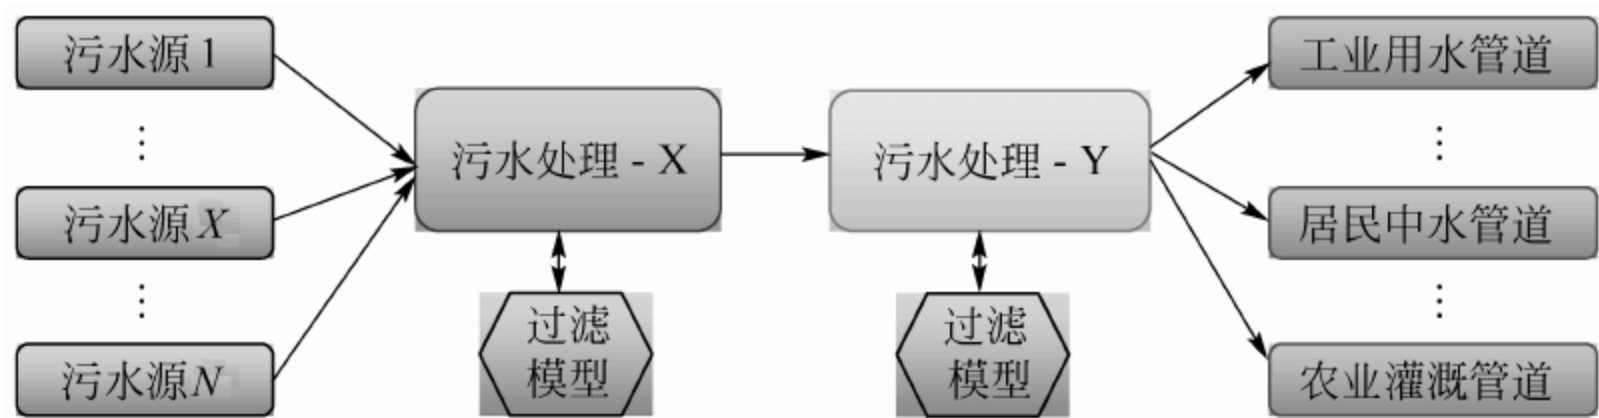 污水源 1
⋮
污水源 X
⋮
污水源 N
污水处理 - X
过滤
模型
污水处理 - Y
过滤
模型
工业用水管道
⋮
居民中水管道
⋮
农业灌溉管道